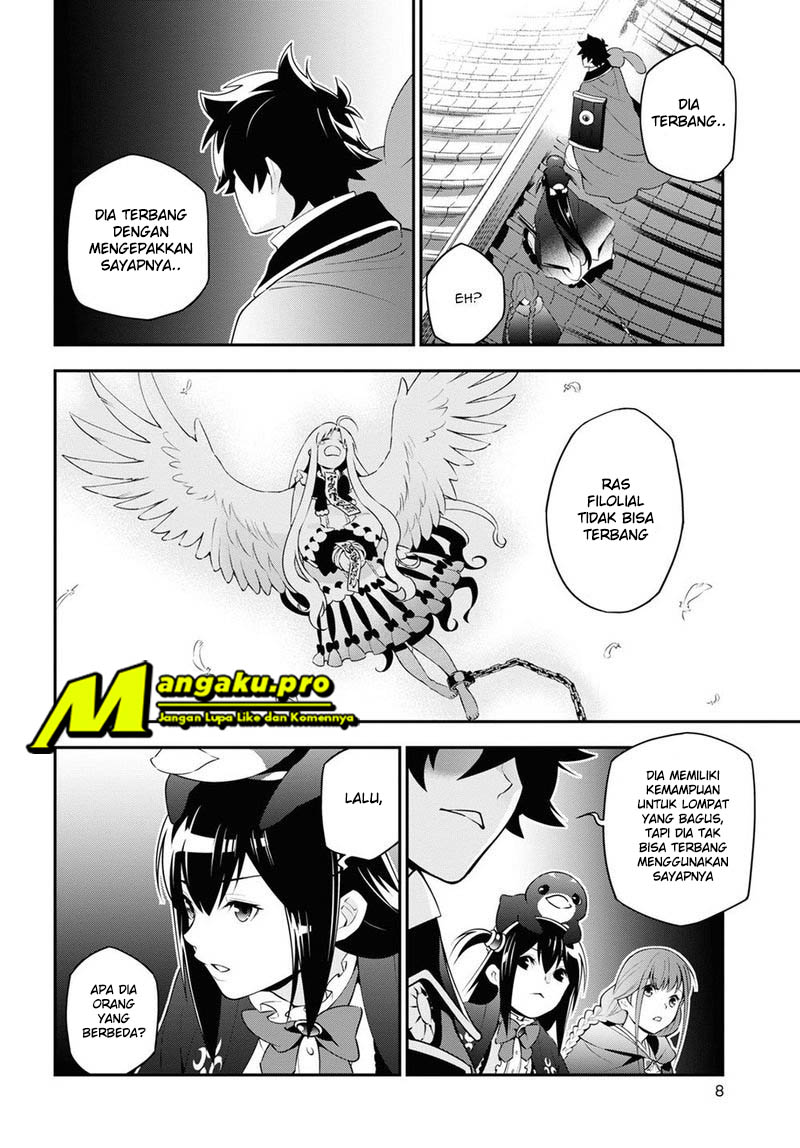 DIA
TERBANG..
EH?
DIA TERBANG
DENGAN
MENGEPAKKAN
SAYAPNYA..
RAS
FILOLIAL
TIDAK BISA
TERBANG
Mangaku.pro
Jangan Lupa Like dan Komennya
DIA MEMILIKI
KEMAMPUAN
UNTUK LOMPAT
YANG BAGUS,
TAPI DIA TAK
BISA TERBANG
MENGGUNAKAN
SAYAPNYA
LALU,
APA DIA
ORANG
YANG
BERBEDA?
8